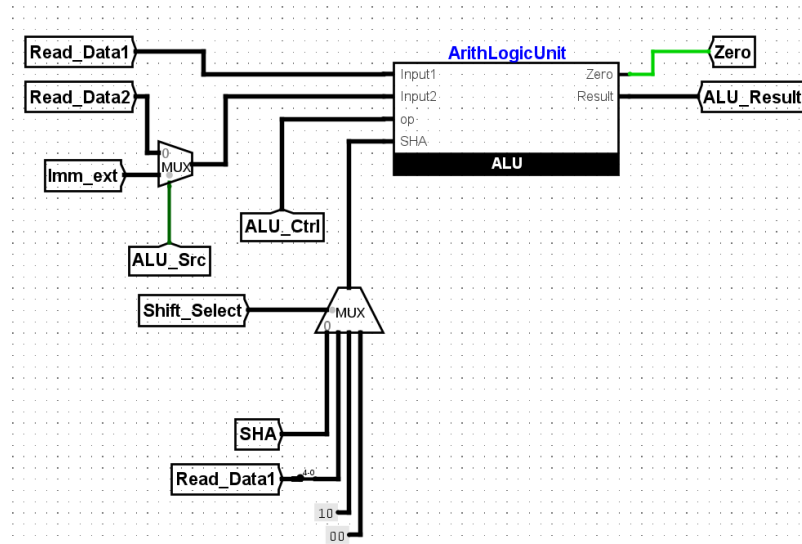 Read_Data1
ArithLogicUnit
Zero
Input1
Zero
Read_Data2
Input2
Result
ALU_Result
op
SHA
0
MUX
ALU
Imm_ext
ALU_Ctrl
ALU_Src
Shift_Select
MUX
0
SHA
Read_Data1
4-0
10
00